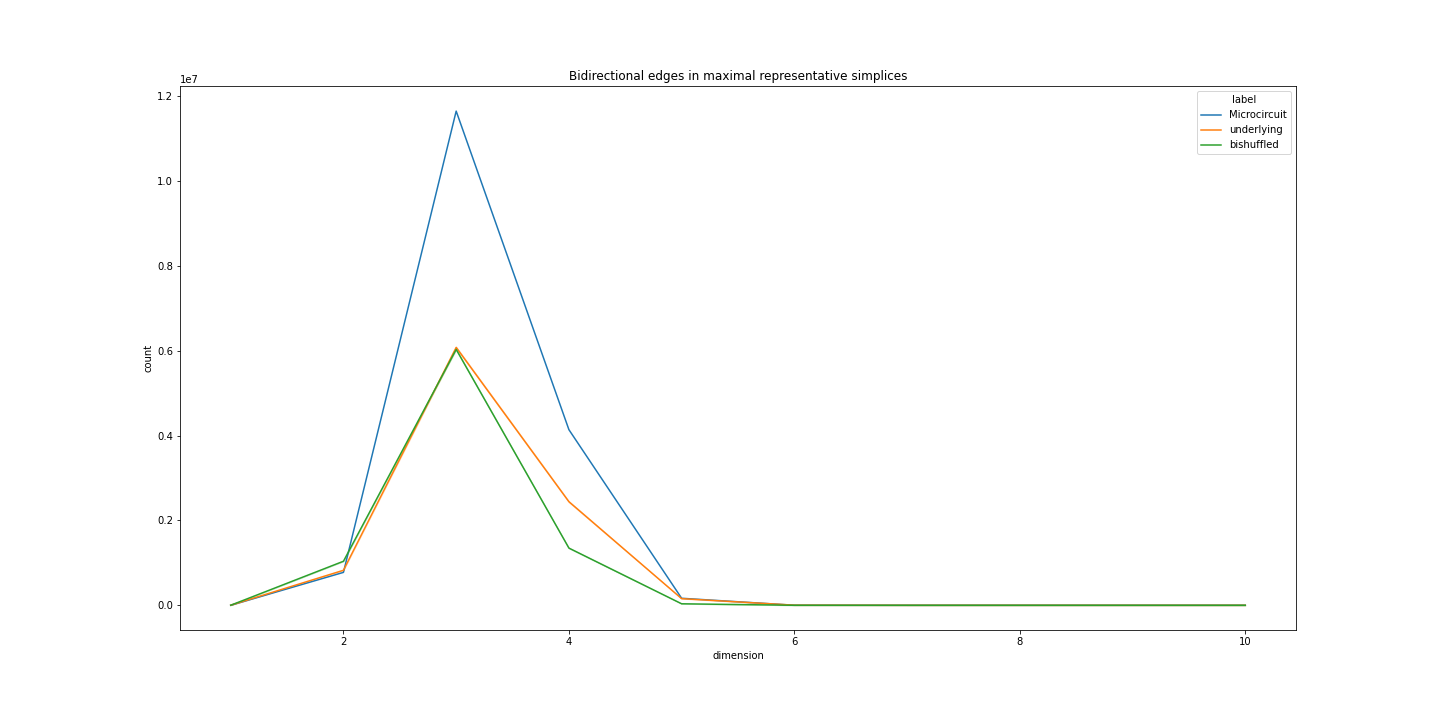 Bidirectional edges in maximal representative simplices
1e7
1.2
1.0
0.8
0.6
0.4
0.2
0.0
count
2
4
6
8
10
dimension
label
Microcircuit
underlying
bishuffled